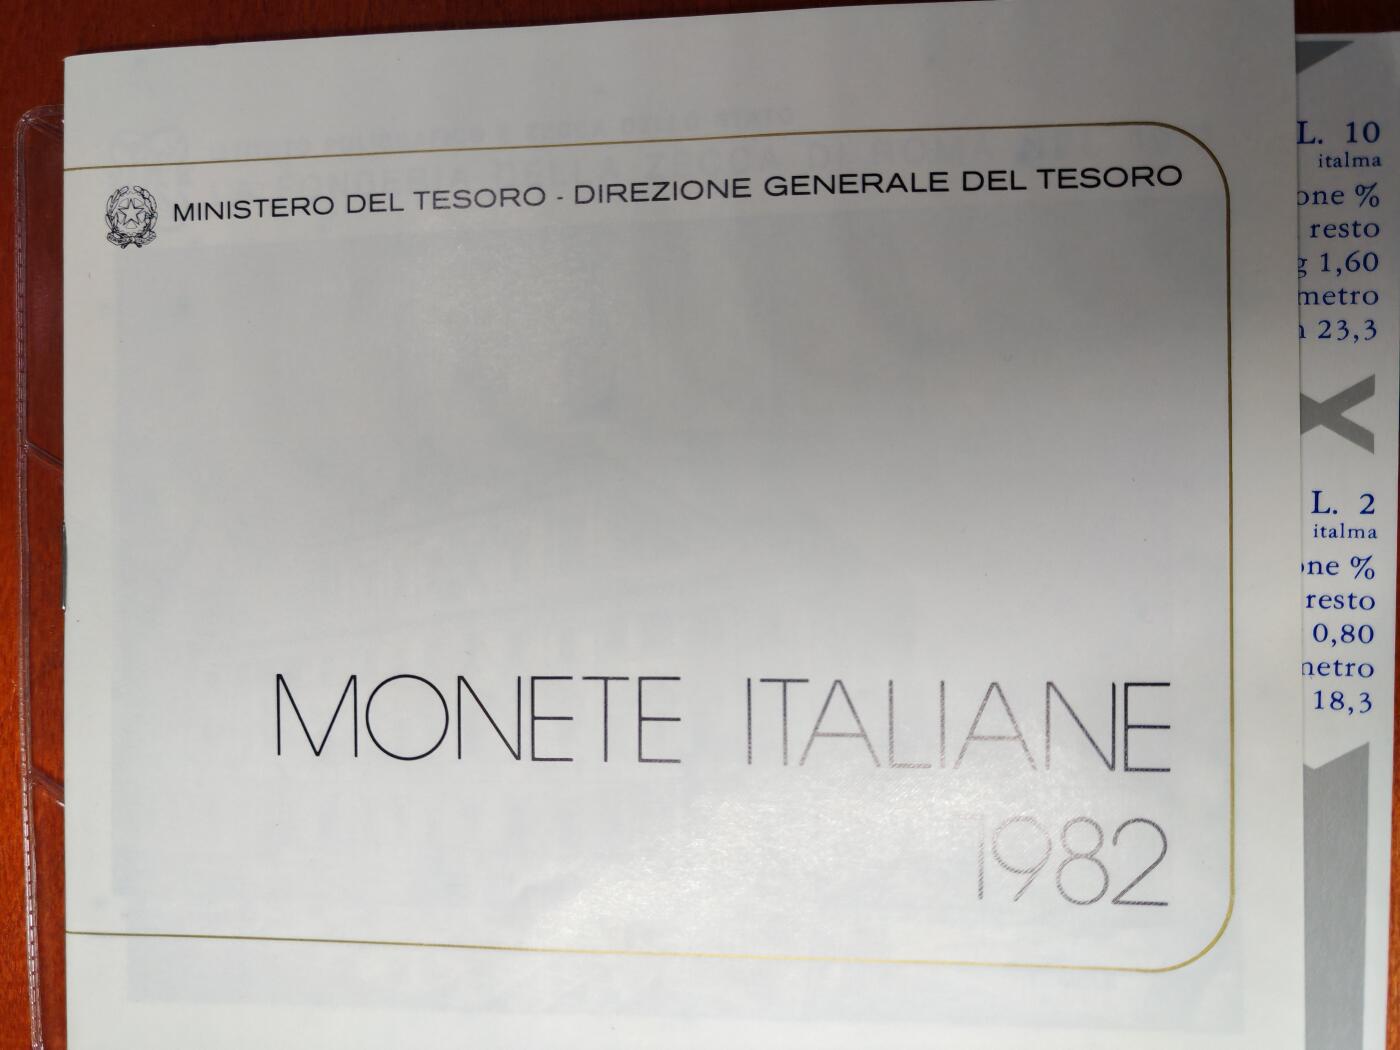 MINISTERO DEL TESORO - DIREZIONE GENERALE DEL TESORO
MONETE ITALIANE
1982
L. 10
italma
one %
resto
g 1,60
metro
23,3
L. 2
italma
one %
resto
0,80
metro
18,3